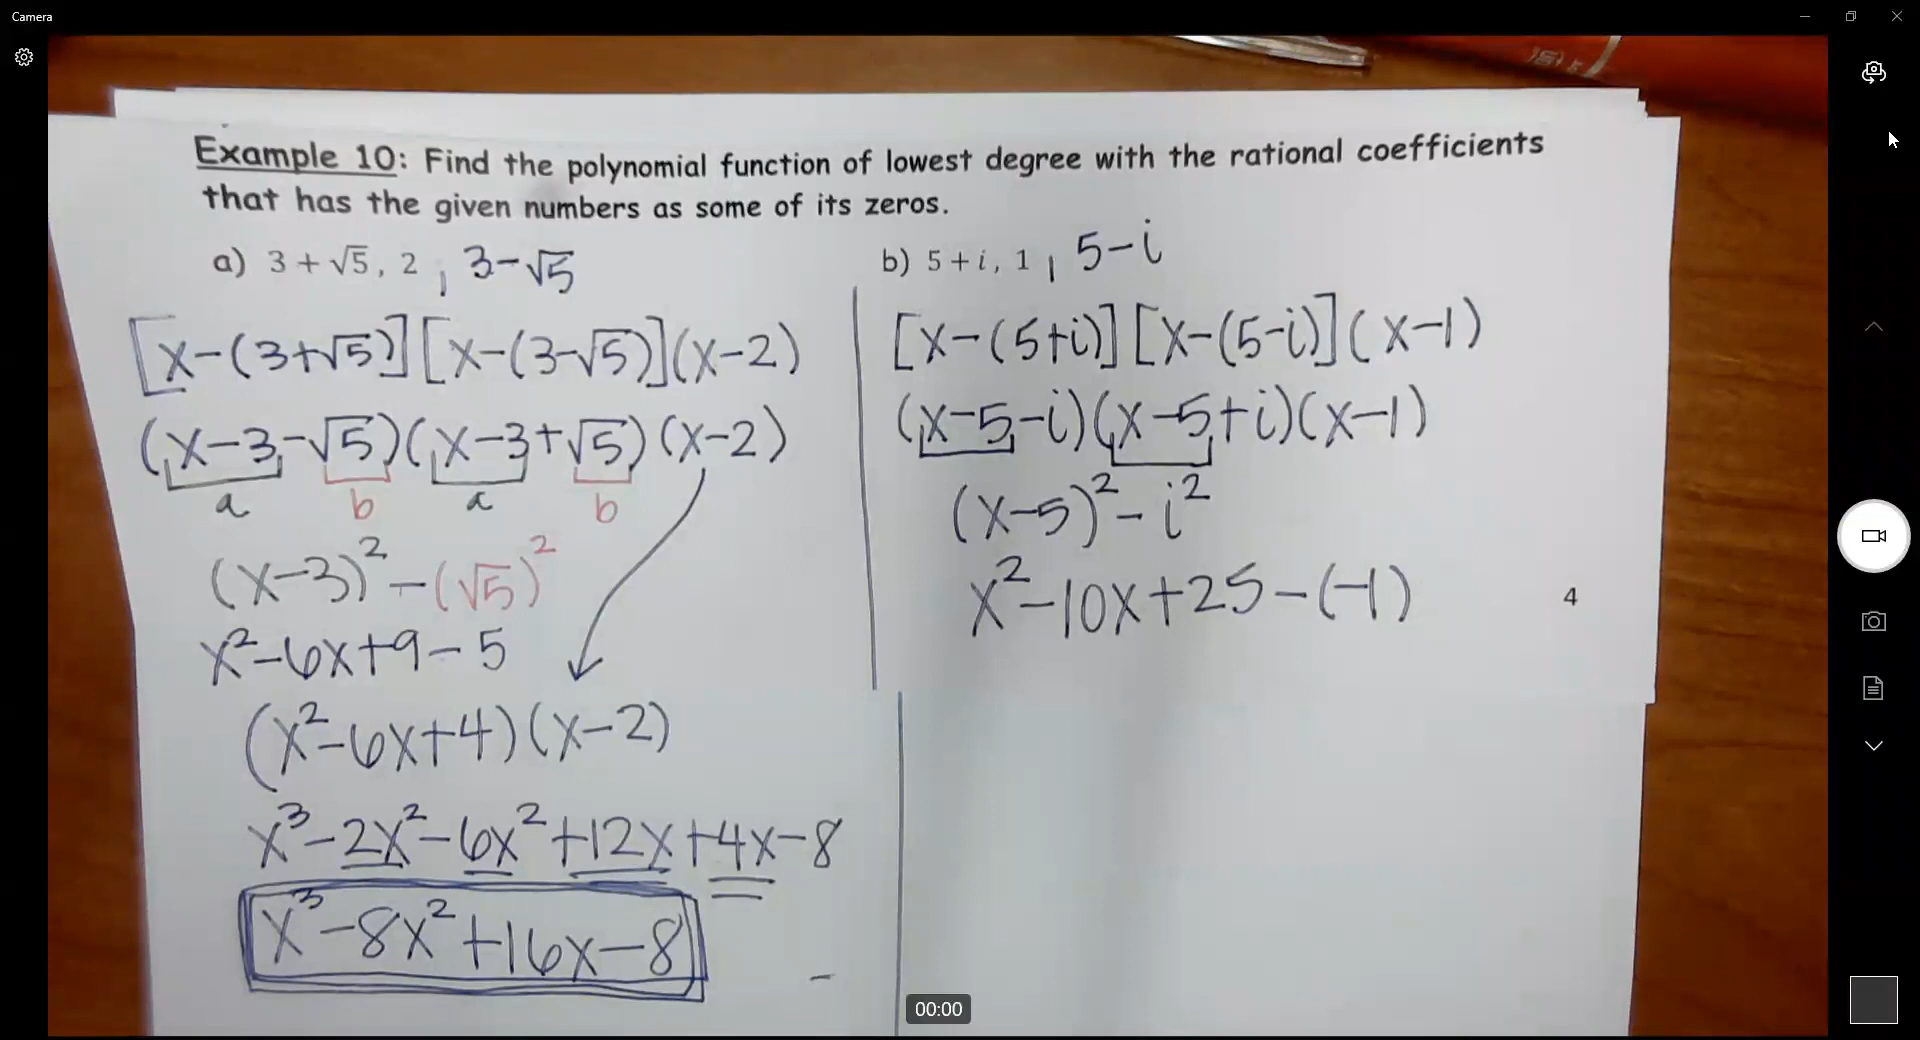 Camera
Example 10: Find the polynomial function of lowest degree with the rational coefficients
that has the given numbers as some of its zeros.
a) 3 + √5, 2 , 3-√5
[x-(3+√5)][x-(3-√5)](x-2)
(x-3-√5)(x-3+√5)(x-2)
a b a b
(x-3)²-(√5)²
x²-6x+9-5
(x²-6x+4)(x-2)
x³-2x²-6x²+12x+4x-8
x³-8x²+16x-8
b) 5 + i, 1 , 5-i
[x-(5+i)][x-(5-i)](x-1)
(x-5-i)(x-5+i)(x-1)
(x-5)²-i²
x²-10x+25-(-1)
4
00:00